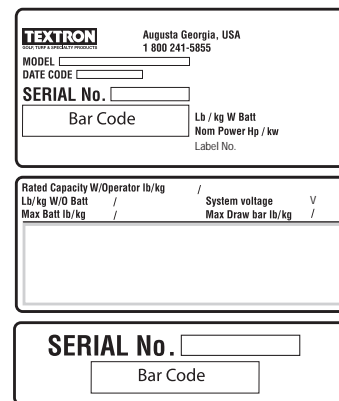 TEXTRON
GOLF, TURF & SPECIALTY PRODUCTS
Augusta Georgia, USA
1 800 241-5855
MODEL
DATE CODE
SERIAL No.
Bar Code
Lb / kg W Batt
Nom Power Hp / kw
Label No.
Rated Capacity W/Operator lb/kg /
Lb/kg W/O Batt / System voltage V
Max Batt lb/kg / Max Draw bar lb/kg /
SERIAL No.
Bar Code